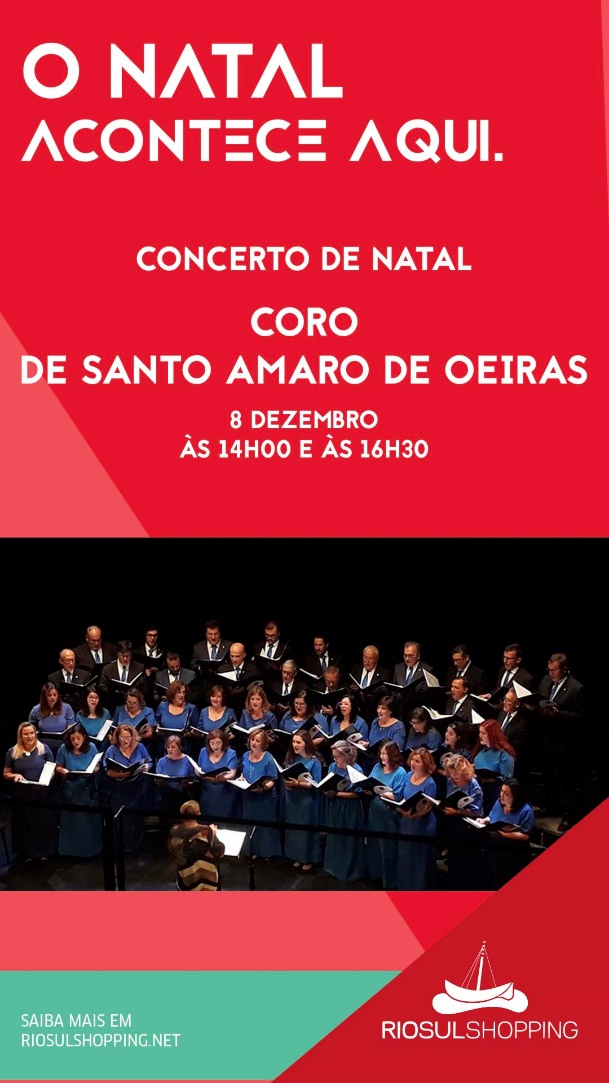 O NATAL
ACONTECE AQUI.
CONCERTO DE NATAL
CORO
DE SANTO AMARO DE OEIRAS
8 DEZEMBRO
ÀS 14H00 E ÀS 16H30
SAIBA MAIS EM
RIOSULSHOPPING.NET
RIOSULSHOPPING